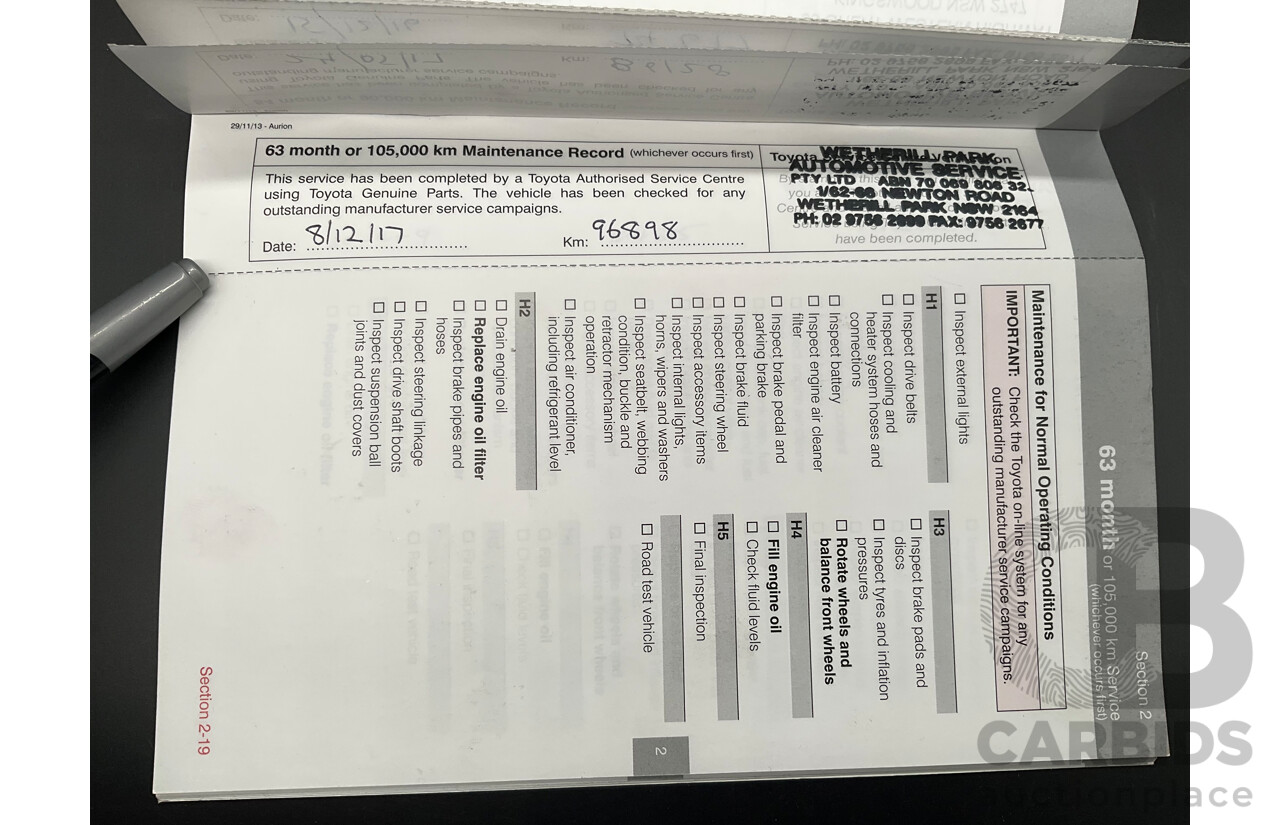 29/11/13 - Aurion
63 month or 105,000 km Maintenance Record (whichever occurs first)
This service has been completed by a Toyota Authorised Service Centre
using Toyota Genuine Parts. The vehicle has been checked for any
outstanding manufacturer service campaigns.
Date: 8/12/17
Km: 96898
Toyota
WETHERILL PARK
AUTOMOTIVE SERVICE
PTY LTD ABN 70 069 806 32
1/62-66 NEWTON ROAD
WETHERILL PARK NSW 2164
PH: 02 9756 2999 FAX: 9756 2677
have been completed.
Section 2
63 month or 105,000 km Service
(whichever occurs first)
Maintenance for Normal Operating Conditions
IMPORTANT: Check the Toyota on-line system for any
outstanding manufacturer service campaigns.
☐ Inspect external lights
H1
☐ Inspect drive belts
☐ Inspect cooling and
heater system hoses and
connections
☐ Inspect battery
☐ Inspect engine air cleaner
filter
☐ Inspect brake pedal and
parking brake
☐ Inspect brake fluid
☐ Inspect steering wheel
☐ Inspect accessory items
☐ Inspect internal lights,
horns, wipers and washers
☐ Inspect seatbelt, webbing
condition, buckle and
retractor mechanism
operation
☐ Inspect air conditioner,
including refrigerant level
H2
☐ Drain engine oil
☐ Replace engine oil filter
☐ Inspect brake pipes and
hoses
☐ Inspect steering linkage
☐ Inspect drive shaft boots
☐ Inspect suspension ball
joints and dust covers
H3
☐ Inspect brake pads and
discs
☐ Inspect tyres and inflation
pressures
☐ Rotate wheels and
balance front wheels
H4
☐ Fill engine oil
☐ Check fluid levels
H5
☐ Final inspection
☐ Road test vehicle
2
Section 2-19
B
CARBIDS
auctionplace